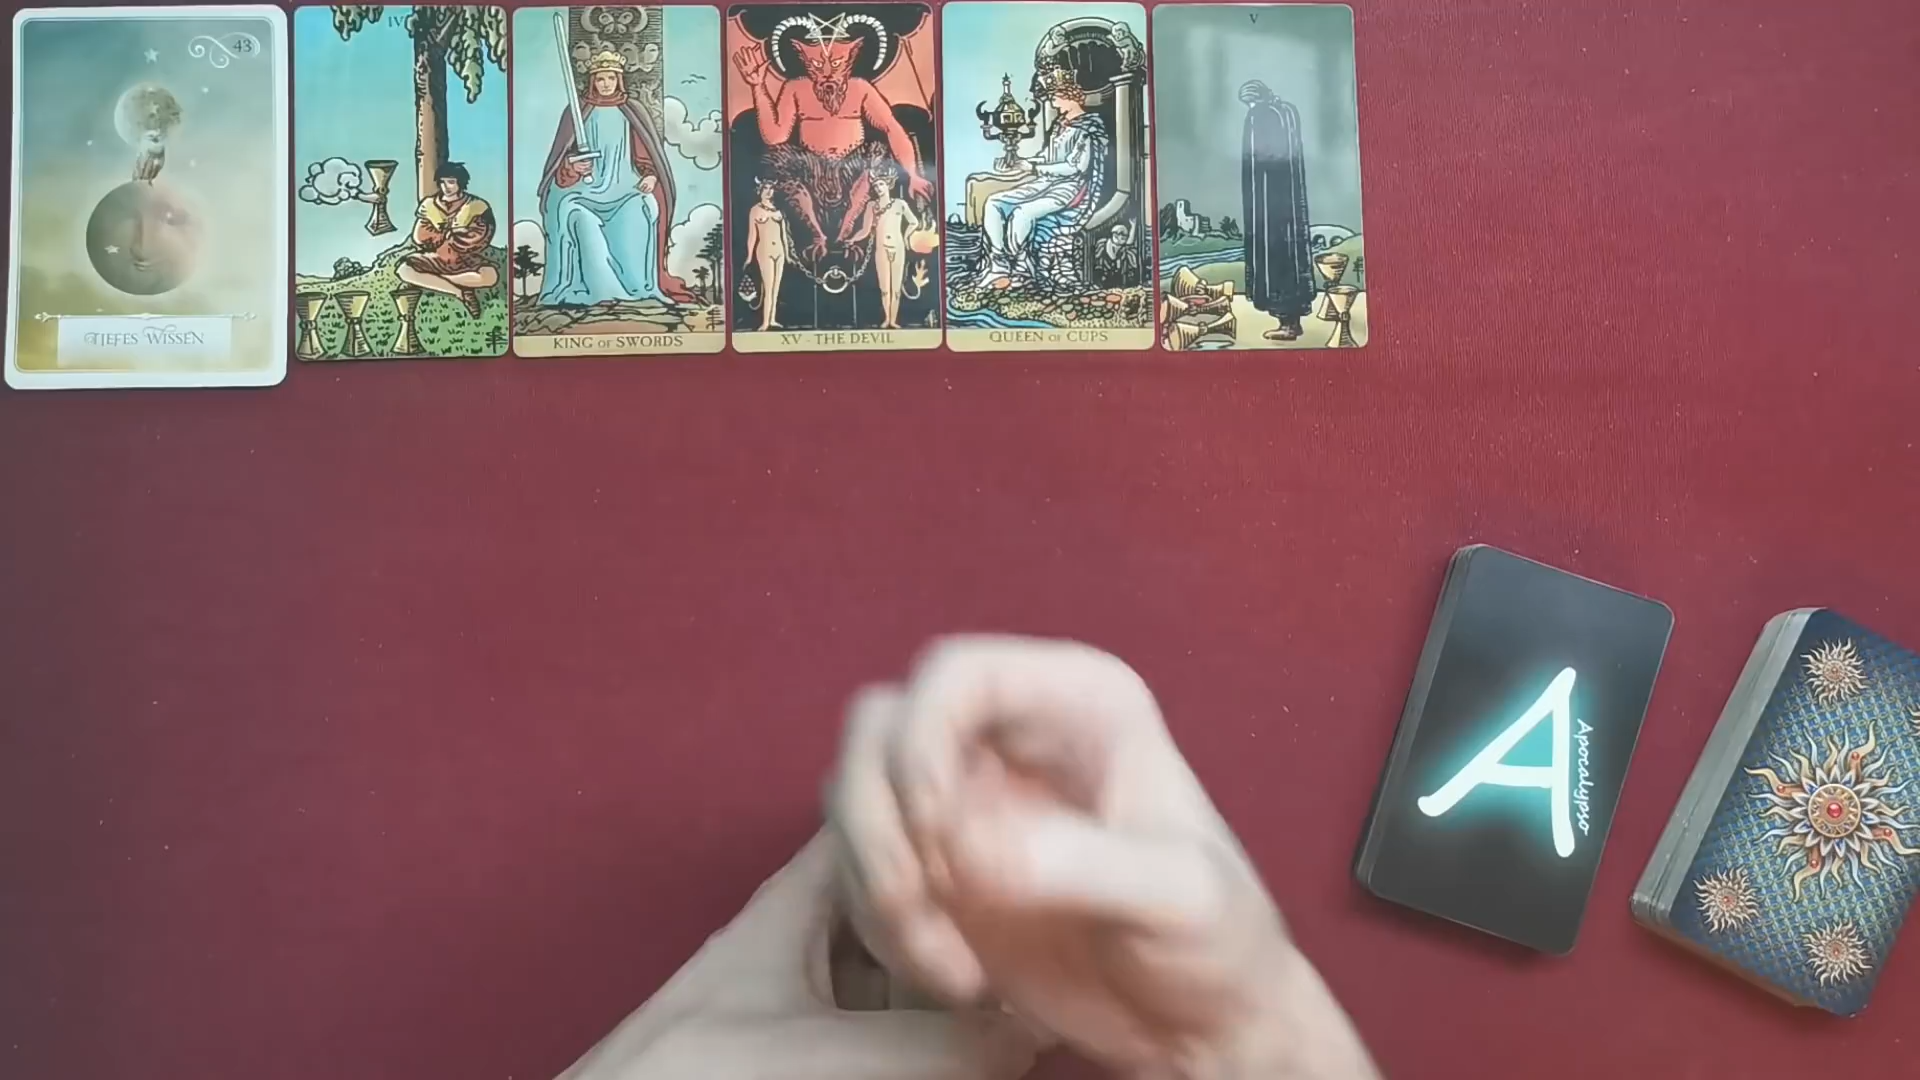 43
TIEFES WISSEN
IV
KING OF SWORDS
XV - THE DEVIL
QUEEN OF CUPS
V
A
Apocalypso